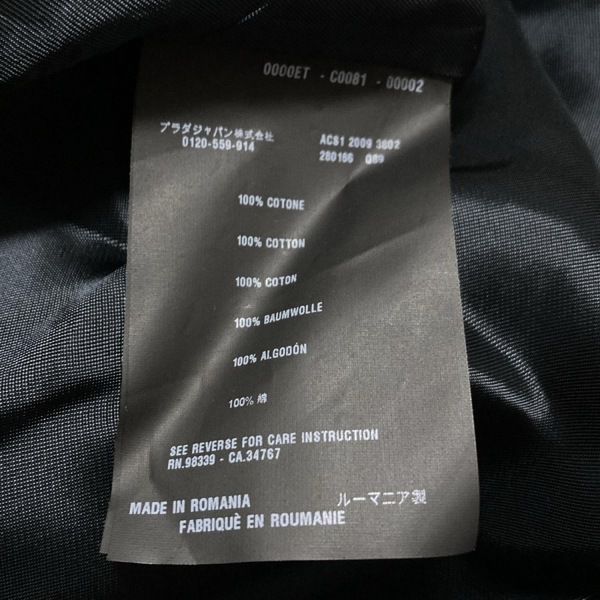 0000ET - C0081 - 00002
プラダジャパン株式会社
0120-559-914
ACS1 2009 3802
280186 089
100% COTONE
100% COTTON
100% COTON
100% BAUMWOLLE
100% ALGODÓN
100% 綿
SEE REVERSE FOR CARE INSTRUCTION
RN.98339 - CA.34767
MADE IN ROMANIA
ルーマニア製
FABRIQUÈ EN ROUMANIE